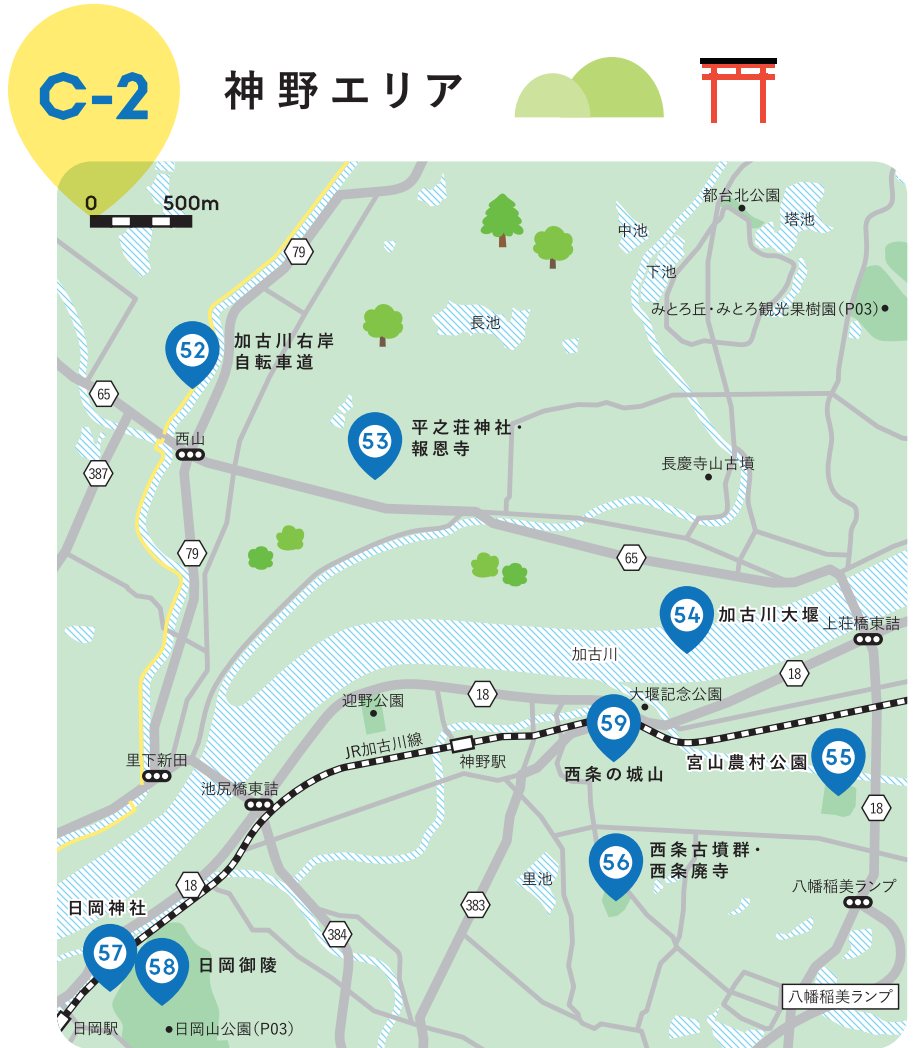 C-2
神野エリア
0 500m
都台北公園
塔池
中池
下池
79
長池
みとろ丘・みとろ観光果樹園(P03)
52
加古川右岸
自転車道
65
53
平之荘神社・
報恩寺
西山
387
長慶寺山古墳
79
65
54
加古川大堰
上荘橋東詰
加古川
18
18
大堰記念公園
迎野公園
59
JR加古川線
神野駅
西条の城山
宮山農村公園
55
里下新田
池尻橋東詰
18
56
西条古墳群・
西条廃寺
里池
18
八幡稲美ランプ
日岡神社
383
384
57
58
日岡御陵
八幡稲美ランプ
日岡駅
日岡山公園(P03)